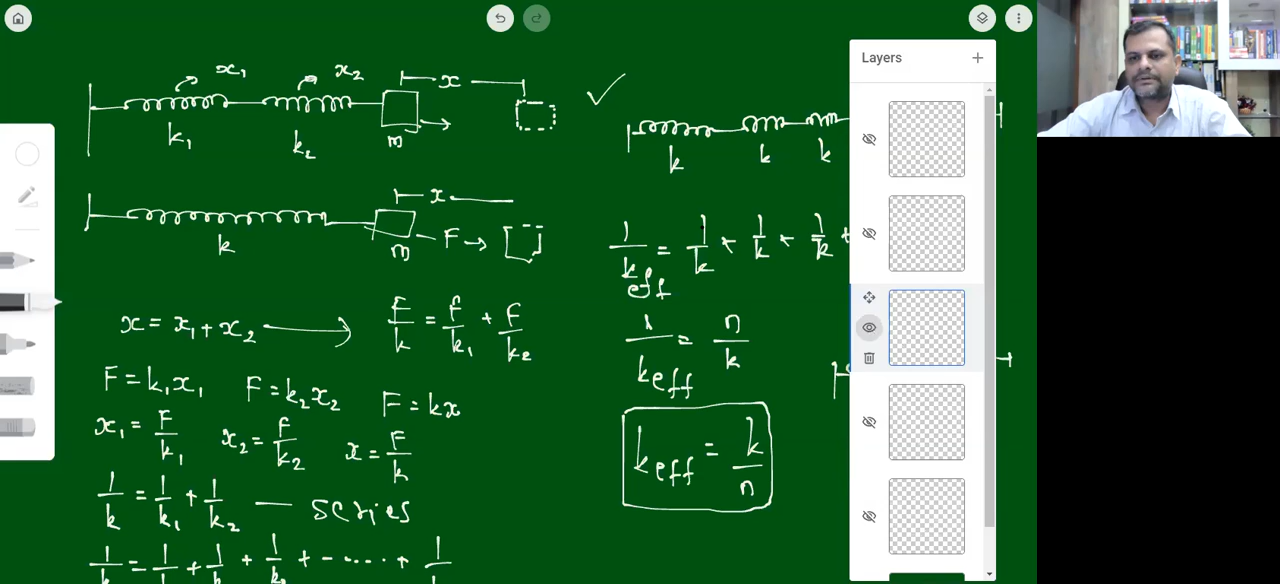 x₁ x₂ x
k₁ k₂ m
x
k F → m
x = x₁ + x₂ ⟶ F/k = F/k₁ + F/k₂
F = k₁x₁ F = k₂x₂ F = kx
x₁ = F/k₁ x₂ = F/k₂ x = F/k
1/k = 1/k₁ + 1/k₂ — series
k k k
1/k eff = 1/k + 1/k + 1/k +
1/keff = n/k
keff = k/n
Layers